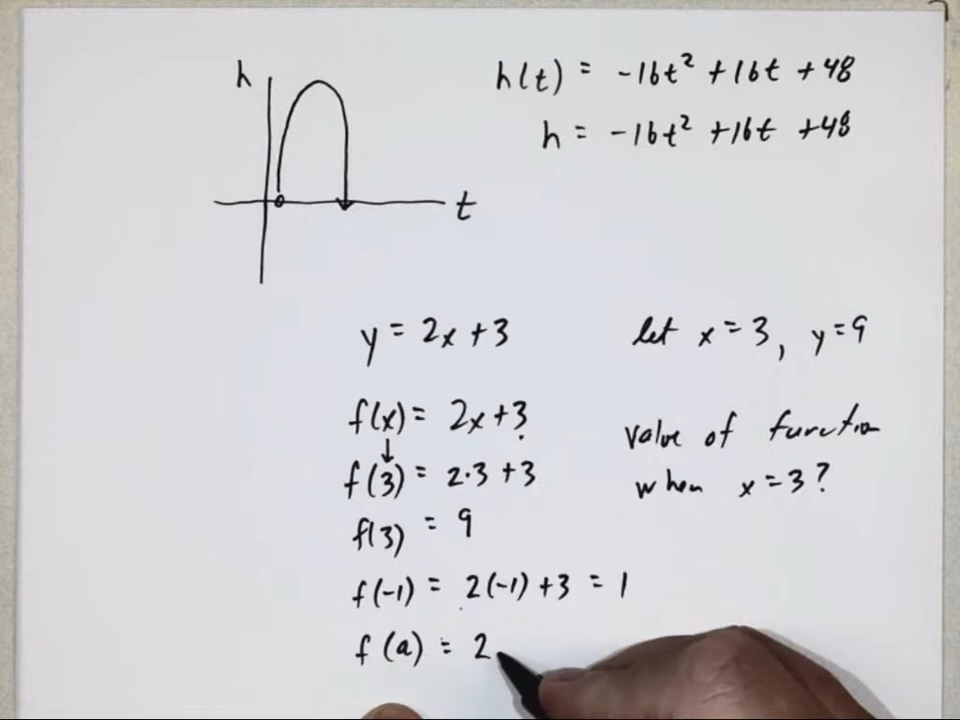 h
h(t) = -16t² + 16t + 48
h = -16t² + 16t + 48
t
y = 2x + 3
let x = 3, y = 9
f(x) = 2x + 3
value of function
f(3) = 2·3 + 3
when x = 3?
f(3) = 9
f(-1) = 2(-1) + 3 = 1
f(a) = 2